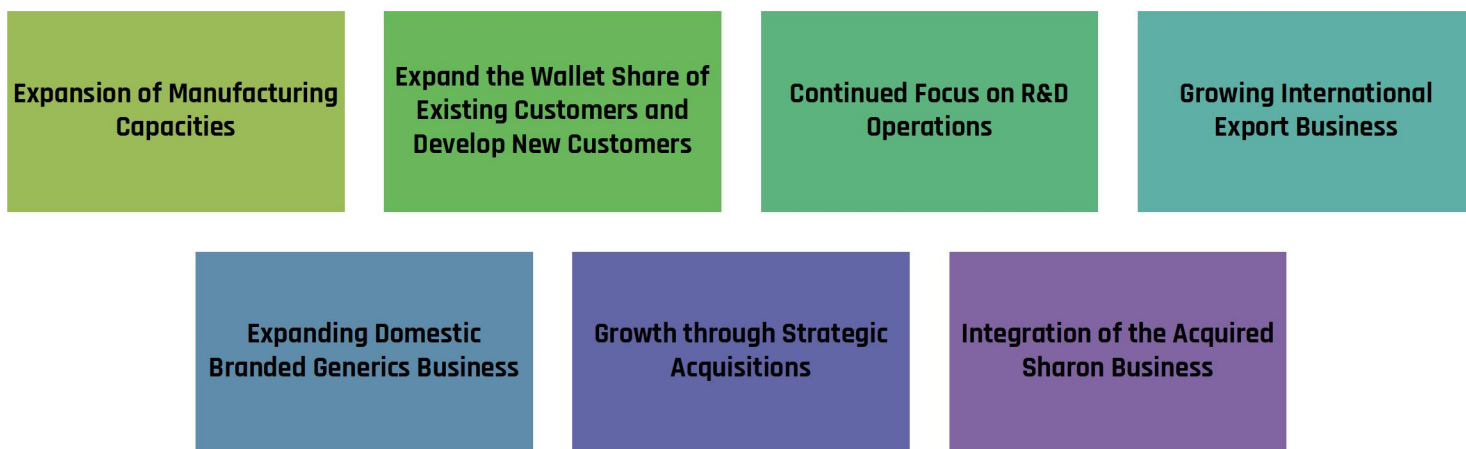 Expansion of Manufacturing
Capacities
Expand the Wallet Share of
Existing Customers and
Develop New Customers
Continued Focus on R&D
Operations
Growing International
Export Business
Expanding Domestic
Branded Generics Business
Growth through Strategic
Acquisitions
Integration of the Acquired
Sharon Business